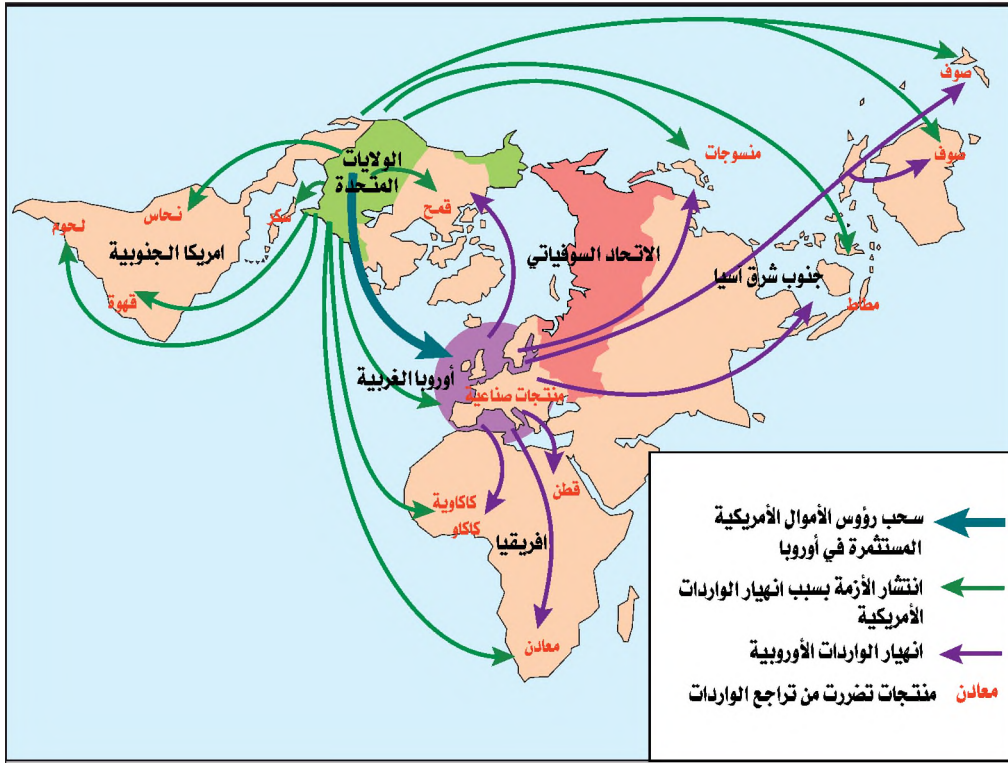 صوف
صوف
منسوجات
الولايات
المتحدة
قمح
سكر
نحاس
لحوم
امريكا الجنوبية
قهوة
الاتحاد السوفياتي
جنوب شرق آسيا
مطاط
أوروبا الغربية
منتجات صناعية
قطن
كاكاوية
كاكاو
افريقيا
معادن
سحب رؤوس الأموال الأمريكية
المستثمرة في أوروبا
انتشار الأزمة بسبب انهيار الواردات
الأمريكية
انهيار الواردات الأوروبية
معادن منتجات تضررت من تراجع الواردات